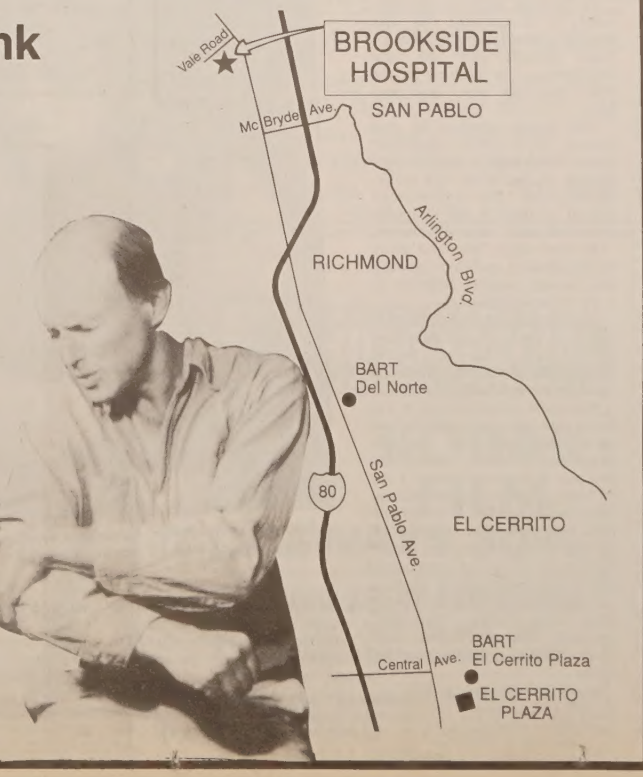 nk
Vale Road
BROOKSIDE
HOSPITAL
SAN PABLO
Mc Bryde Ave.
Arlington Blvd.
RICHMOND
BART
Del Norte
80
San Pablo Ave.
EL CERRITO
BART
El Cerrito Plaza
Central Ave.
EL CERRITO
PLAZA